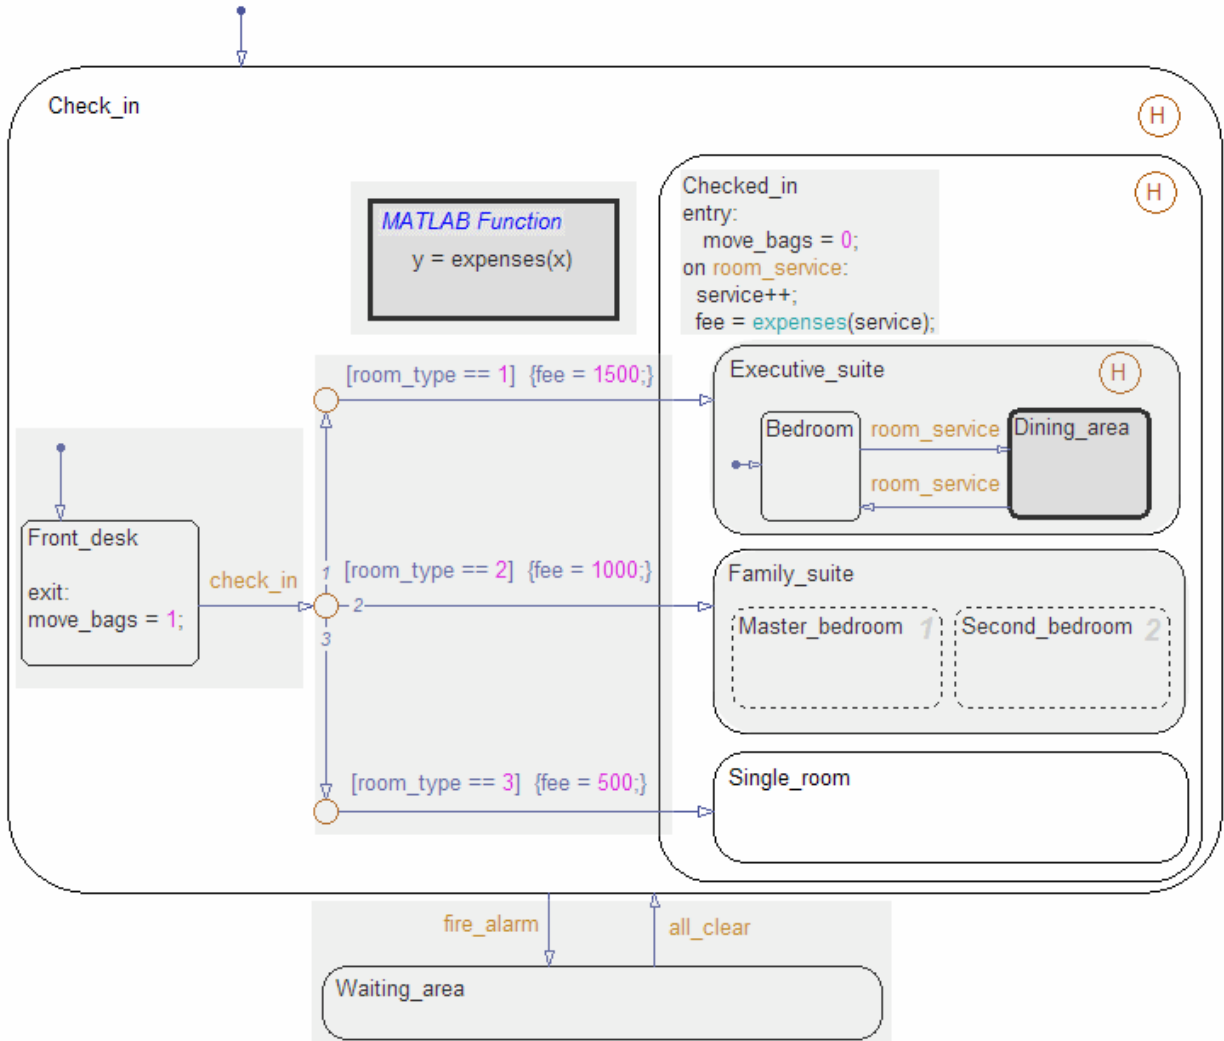 Check_in
H
Checked_in
H
entry:
move_bags = 0;
on room_service:
service++;
fee = expenses(service);
MATLAB Function
y = expenses(x)
[room_type == 1] {fee = 1500;}
Executive_suite
H
Bedroom
room_service
Dining_area
room_service
Front_desk
exit:
move_bags = 1;
check_in
1
2
3
[room_type == 2] {fee = 1000;}
Family_suite
Master_bedroom 1
Second_bedroom 2
[room_type == 3] {fee = 500;}
Single_room
fire_alarm
all_clear
Waiting_area